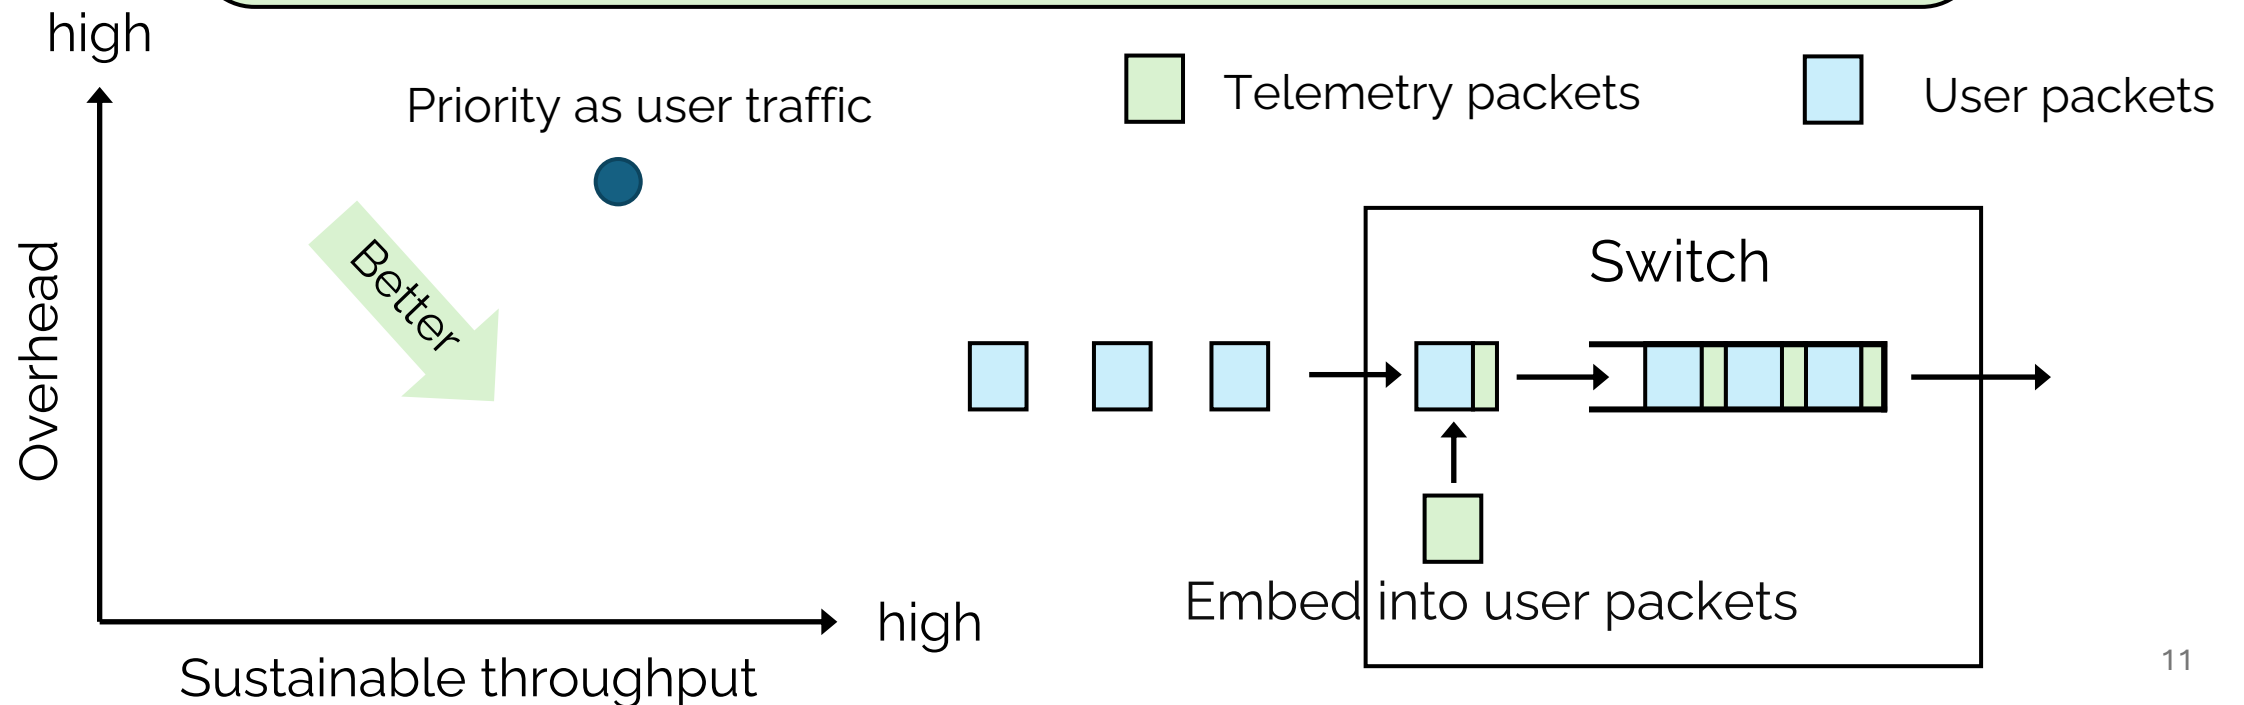 high
Priority as user traffic
Telemetry packets
User packets
Better
Overhead
Switch
Embed into user packets
high
Sustainable throughput
11